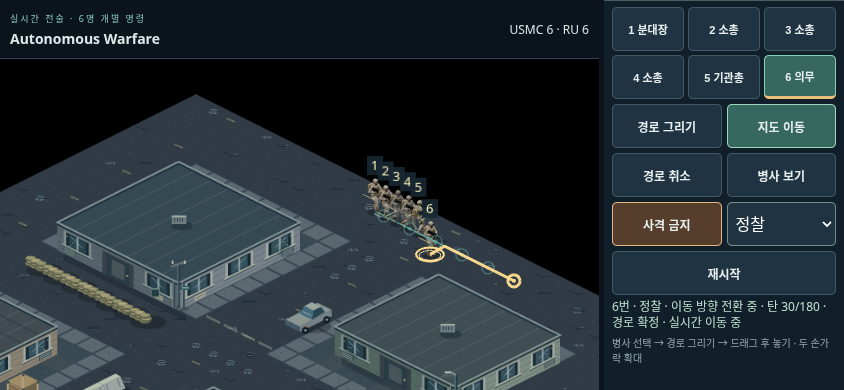 실시간 전술 · 6명 개별 명령
Autonomous Warfare
USMC 6 · RU 6
1 분대장
2 소총
3 소총
4 소총
5 기관총
6 의무
경로 그리기
지도 이동
경로 취소
병사 보기
사격 금지
정찰
재시작
6번 · 정찰 · 이동 방향 전환 중 · 탄 30/180 ·
경로 확정 · 실시간 이동 중
병사 선택 → 경로 그리기 → 드래그 후 놓기 · 두 손가
락 확대
1
2
3
4
5
6